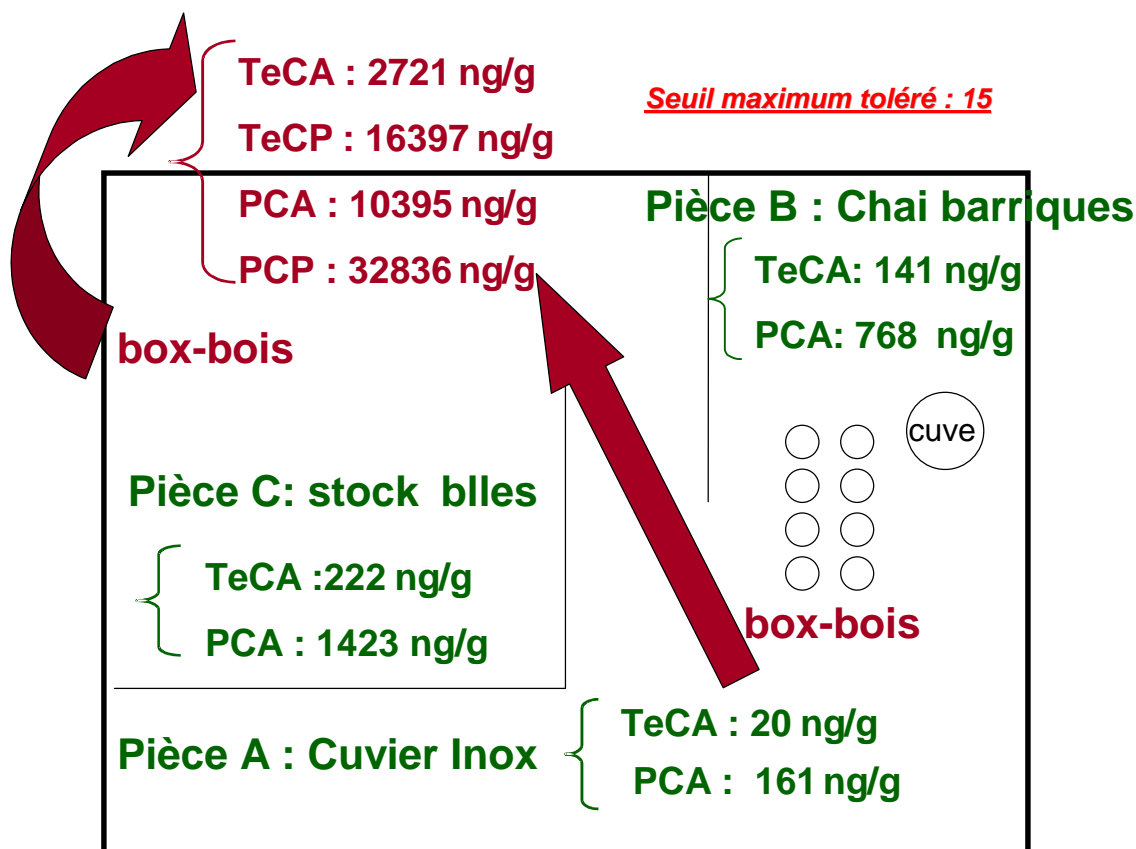 TeCA : 2721 ng/g
TeCP : 16397 ng/g
PCA : 10395 ng/g
PCP : 32836 ng/g
Seuil maximum toléré : 15
Pièce B : Chai barriques
TeCA: 141 ng/g
PCA: 768 ng/g
box-bois
cuve
Pièce C: stock blles
TeCA :222 ng/g
PCA : 1423 ng/g
box-bois
Pièce A : Cuvier Inox
TeCA : 20 ng/g
PCA : 161 ng/g